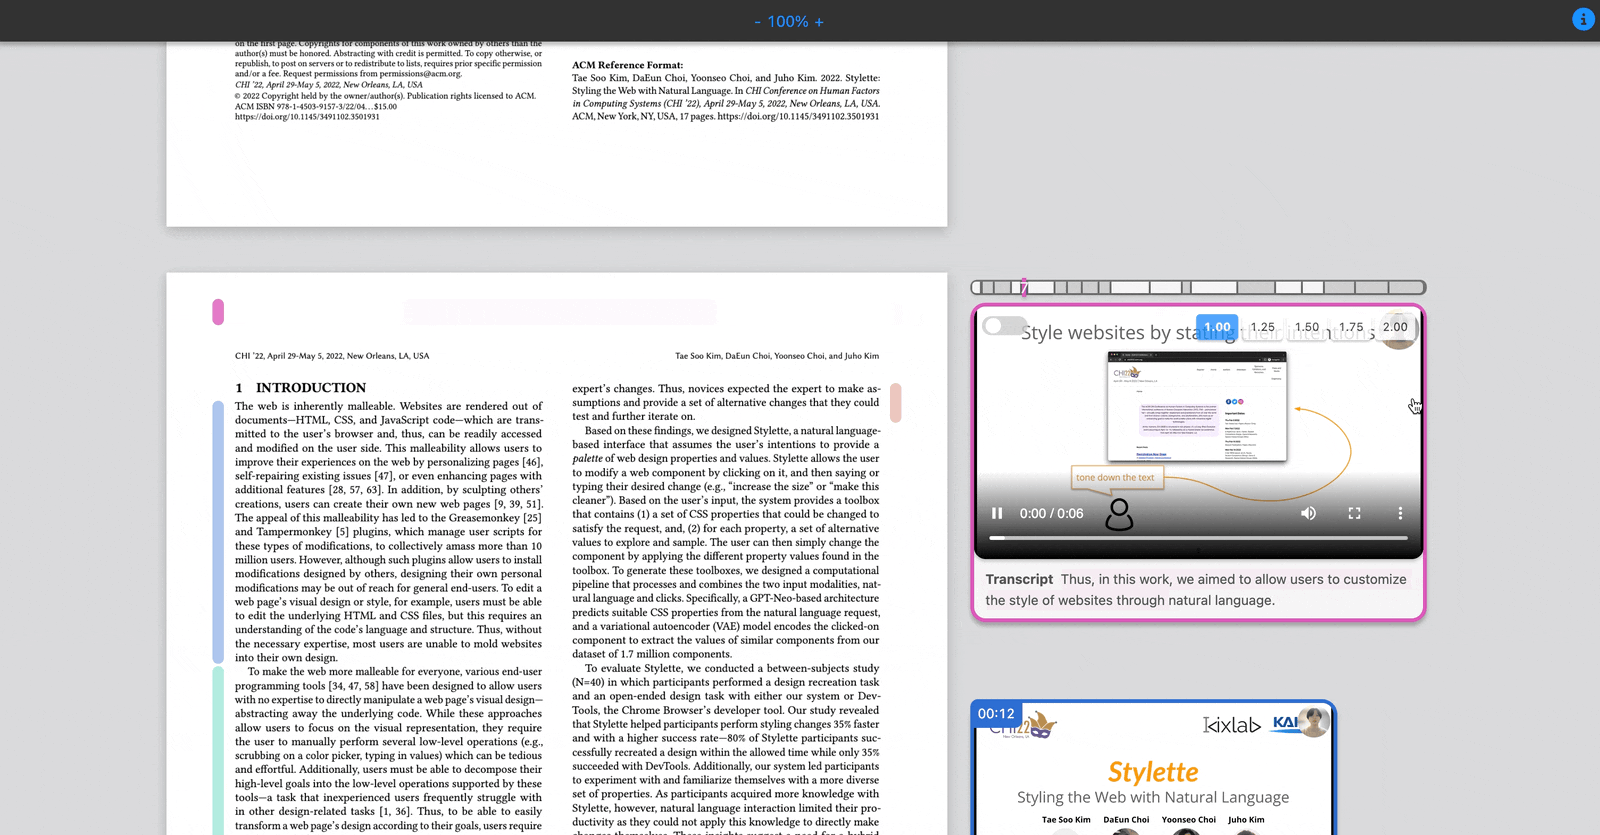 - 100% +
on the first page. Copyrights for components of this work owned by others than the
author(s) must be honored. Abstracting with credit is permitted. To copy otherwise, or
republish, to post on servers or to redistribute to lists, requires prior specific permission
and/or a fee. Request permissions from permissions@acm.org.
CHI ’22, April 29-May 5, 2022, New Orleans, LA, USA
© 2022 Copyright held by the owner/author(s). Publication rights licensed to ACM.
ACM ISBN 978-1-4503-9157-3/22/04…$15.00
https://doi.org/10.1145/3491102.3501931
ACM Reference Format:
Tae Soo Kim, DaEun Choi, Yoonseo Choi, and Juho Kim. 2022. Stylette:
Styling the Web with Natural Language. In CHI Conference on Human Factors
in Computing Systems (CHI ’22), April 29-May 5, 2022, New Orleans, LA, USA.
ACM, New York, NY, USA, 17 pages. https://doi.org/10.1145/3491102.3501931
CHI ’22, April 29-May 5, 2022, New Orleans, LA, USA
Tae Soo Kim, DaEun Choi, Yoonseo Choi, and Juho Kim
1 INTRODUCTION
The web is inherently malleable. Websites are rendered out of
documents—HTML, CSS, and JavaScript code—which are trans-
mitted to the user’s browser and, thus, can be readily accessed
and modified on the user side. This malleability allows users to
improve their experiences on the web by personalizing pages [46],
self-repairing existing issues [47], or even enhancing pages with
additional features [28, 57, 63]. In addition, by sculpting others’
creations, users can create their own new web pages [9, 39, 51].
The appeal of this malleability has led to the Greasemonkey [25]
and Tampermonkey [5] plugins, which manage user scripts for
these types of modifications, to collectively amass more than 10
million users. However, although such plugins allow users to install
modifications designed by others, designing their own personal
modifications may be out of reach for general end-users. To edit a
web page’s visual design or style, for example, users must be able
to edit the underlying HTML and CSS files, but this requires an
understanding of the code’s language and structure. Thus, without
the necessary expertise, most users are unable to mold websites
into their own design.
To make the web more malleable for everyone, various end-user
programming tools [34, 47, 58] have been designed to allow users
with no expertise to directly manipulate a web page’s visual design—
abstracting away the underlying code. While these approaches
allow users to focus on the visual representation, they require
the user to manually perform several low-level operations (e.g.,
scrubbing on a color picker, typing in values) which can be tedious
and effortful. Additionally, users must be able to decompose their
high-level goals into the low-level operations supported by these
tools—a task that inexperienced users frequently struggle with
in other design-related tasks [1, 36]. Thus, to be able to easily
transform a web page’s design according to their goals, users require
expert’s changes. Thus, novices expected the expert to make as-
sumptions and provide a set of alternative changes that they could
test and further iterate on.
Based on these findings, we designed Stylette, a natural language-
based interface that assumes the user’s intentions to provide a
palette of web design properties and values. Stylette allows the user
to modify a web component by clicking on it, and then saying or
typing their desired change (e.g., “increase the size” or “make this
cleaner”). Based on the user’s input, the system provides a toolbox
that contains (1) a set of CSS properties that could be changed to
satisfy the request, and, (2) for each property, a set of alternative
values to explore and sample. The user can then simply change the
component by applying the different property values found in the
toolbox. To generate these toolboxes, we designed a computational
pipeline that processes and combines the two input modalities, nat-
ural language and clicks. Specifically, a GPT-Neo-based architecture
predicts suitable CSS properties from the natural language request,
and a variational autoencoder (VAE) model encodes the clicked-on
component to extract the values of similar components from our
dataset of 1.7 million components.
To evaluate Stylette, we conducted a between-subjects study
(N=40) in which participants performed a design recreation task
and an open-ended design task with either our system or Dev-
Tools, the Chrome Browser’s developer tool. Our study revealed
that Stylette helped participants perform styling changes 35% faster
and with a higher success rate—80% of Stylette participants suc-
cessfully recreated a design within the allowed time while only 35%
succeeded with DevTools. Additionally, our system led participants
to experiment with and familiarize themselves with a more diverse
set of properties. As participants acquired more knowledge with
Stylette, however, natural language interaction limited their pro-
ductivity as they could not apply this knowledge to directly make
Style websites by stating their intentions
1.00 1.25 1.50 1.75 2.00
tone down the text
0:00 / 0:06
Transcript Thus, in this work, we aimed to allow users to customize
the style of websites through natural language.
00:12
kixlab
Stylette
Styling the Web with Natural Language
Tae Soo Kim DaEun Choi Yoonseo Choi Juho Kim